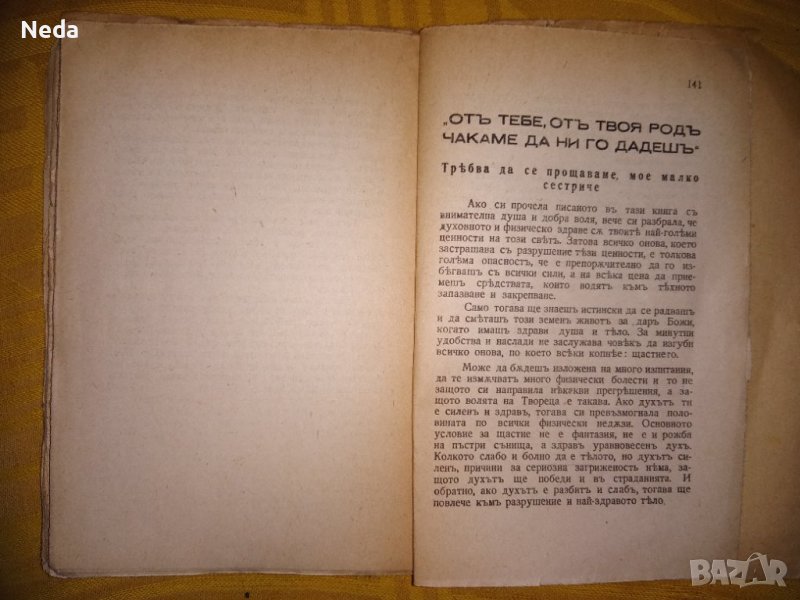 Neda
141
„ОТЪ ТЕБЕ, ОТЪ ТВОЯ РОДЪ
ЧАКАМЕ ДА НИ ГО ДАДЕШЪ“
Трѣбва да се прощаваме, мое малко
сестриче
Ако си прочела писаното въ тази книга съ
внимателна душа и добра воля, вече си разбрала, че
духовното и физическо здраве сѫ твоитѣ най-голѣми
ценности на този свѣтъ. Затова всичко онова, което
застрашава съ разрушение тѣзи ценности, е толкова
голѣма опасность, че е препорѫчително да го из-
бѣгвашъ съ всички сили, а на всѣка цена да прие-
мешъ срѣдствата, които водятъ къмъ тѣхното
запазване и закрепване.
Само тогава ще знаешъ истински да се радвашъ
и да смѣташъ този земенъ животъ за даръ Божи,
когато имашъ здрави душа и тѣло. За минутни
удобства и наслади не заслужава човѣкъ да изгуби
всичко онова, по което всѣки копнѣе: щастието.
Може да бѫдешъ изложена на много изпитания,
да те измѫчватъ много физически болести и то не
защото си направила нѣкакви прегрѣшения, а за-
щото волята на Твореца е такава. Ако духътъ ти
е силенъ и здравъ, тогава си превъзмогнала поло-
вината по всички физически недѫзи. Основното
условие за щастие не е фантазия, не е и рожба
на пъстри сънища, а здравъ уравновесенъ духъ.
Колкото слабо и болно да е тѣлото, но духътъ си-
ленъ, причини за сериозна загриженость нѣма, за-
щото духътъ ще победи и въ страданията. И
обратно, ако духътъ е разбитъ и слабъ, тогава ще
повлече къмъ разрушение и най-здравото тѣло.
BAZAR